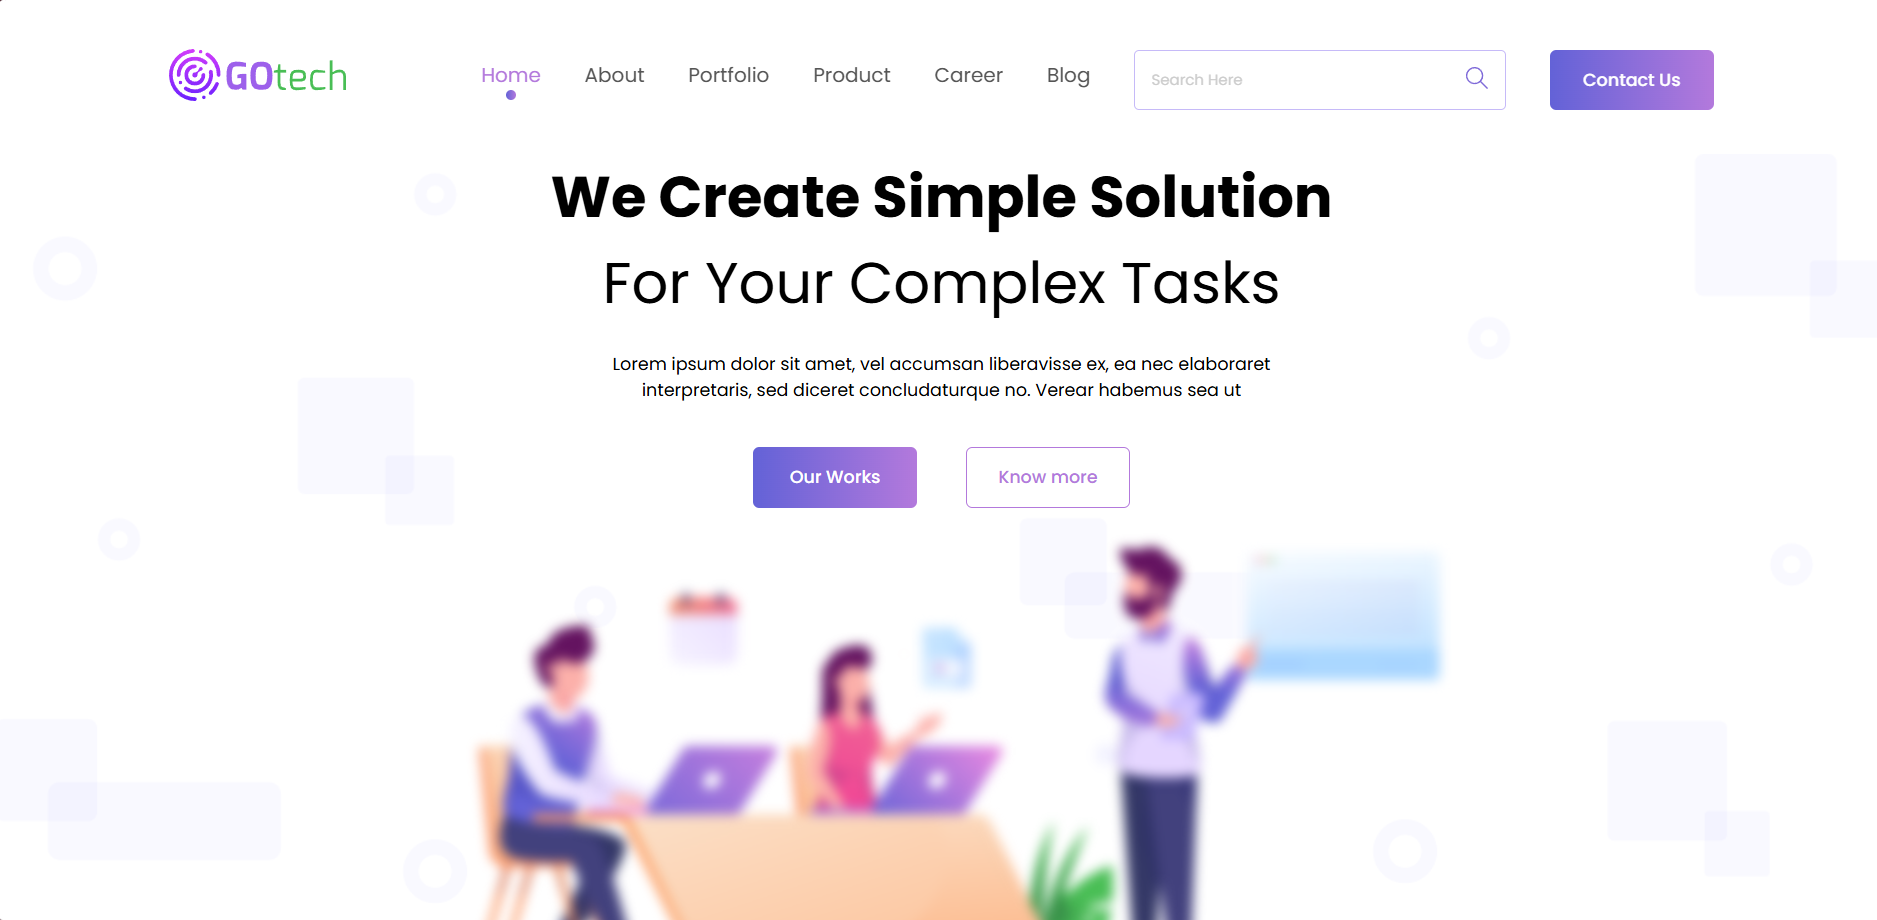 GOtech
Home
About
Portfolio
Product
Career
Blog
Search Here
Contact Us
We Create Simple Solution
For Your Complex Tasks
Lorem ipsum dolor sit amet, vel accumsan liberavisse ex, ea nec elaboraret
interpretaris, sed diceret concludaturque no. Verear habemus sea ut
Our Works
Know more